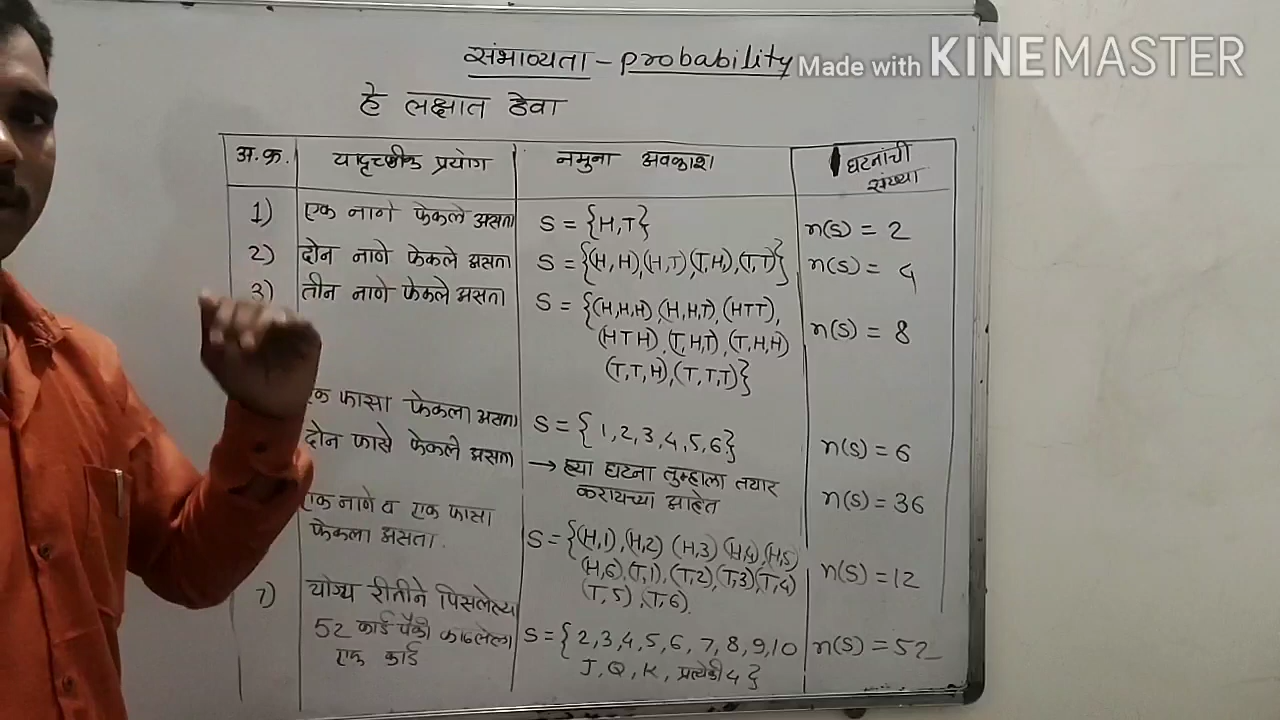 संभाव्यता - probability
Made with KINEMASTER
हे लक्षात ठेवा
अ.क्र. यादृच्छीक प्रयोग नमुना अवकाश घटनांची संख्या
1) एक नाणे फेकले असता S = {H,T} n(s) = 2
2) दोन नाणे फेकले असता S = {(H,H),(H,T),(T,H),(T,T)} n(s) = 4
3) तीन नाणे फेकले असता S = {(H,H,H),(H,H,T),(HTT),
(HTH),(T,H,T),(T,H,H) n(s) = 8
(T,T,H),(T,T,T)}
एक फासा फेकला असता S = {1,2,3,4,5,6} n(s) = 6
दोन फासे फेकले असता → ह्या घटना तुम्हाला तयार
करायच्या आहेत n(s) = 36
एक नाणे व एक फासा
फेकला असता. S = {(H,1),(H,2) (H,3) (H,4),(H,5)
(H,6),(T,1),(T,2),(T,3),(T,4) n(s) = 12
(T,5),(T,6)
7) योग्य रीतीने पिसलेल्या
52 कार्ड पैकी काढलेला S = {2,3,4,5,6,7,8,9,10 n(s) = 52
एक कार्ड J,Q,K, प्रत्येकी 4}